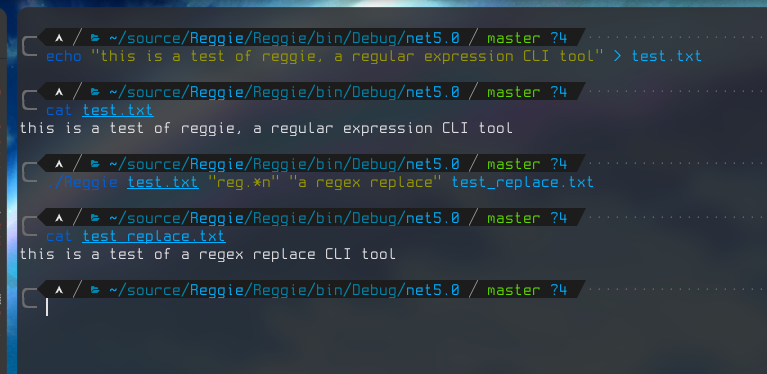 ~/source/Reggie/Reggie/bin/Debug/net5.0 / master ?4
echo "this is a test of reggie, a regular expression CLI tool" > test.txt
~/source/Reggie/Reggie/bin/Debug/net5.0 / master ?4
cat test.txt
this is a test of reggie, a regular expression CLI tool
~/source/Reggie/Reggie/bin/Debug/net5.0 / master ?4
./Reggie test.txt "reg.*n" "a regex replace" test_replace.txt
~/source/Reggie/Reggie/bin/Debug/net5.0 / master ?4
cat test_replace.txt
this is a test of a regex replace CLI tool
~/source/Reggie/Reggie/bin/Debug/net5.0 / master ?4